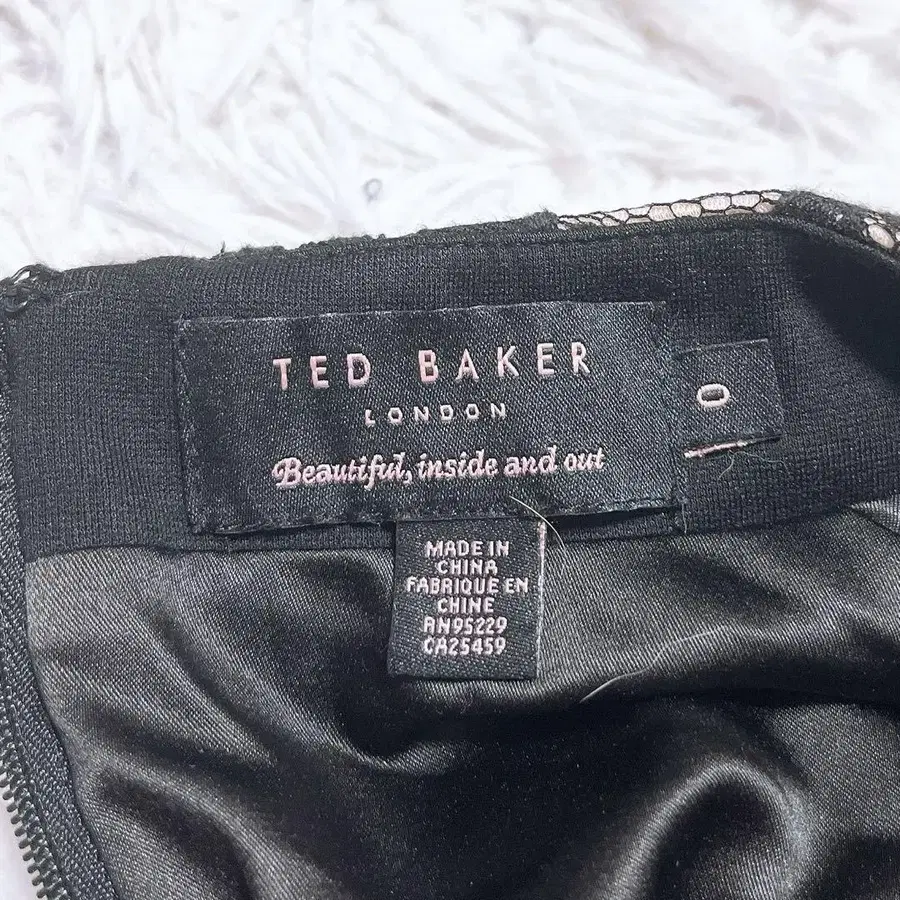 TED BAKER
LONDON
Beautiful, inside and out
0
MADE IN
CHINA
FABRIQUE EN
CHINE
RN95229
CA25459